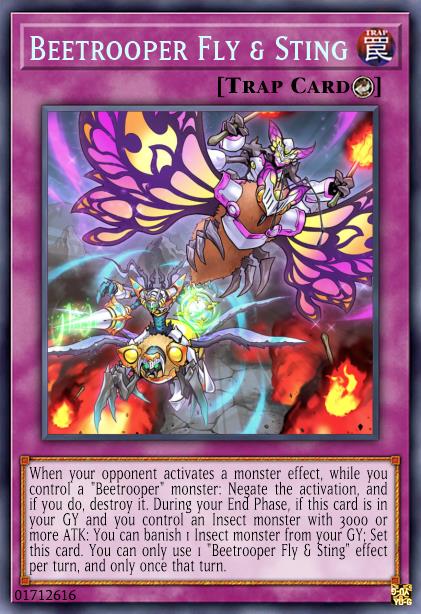 Beetrooper Fly & Sting
TRAP
罠
[Trap Card]
When your opponent activates a monster effect, while you
control a "Beetrooper" monster: Negate the activation, and
if you do, destroy it. During your End Phase, if this card is in
your GY and you control an Insect monster with 3000 or
more ATK: You can banish 1 Insect monster from your GY; Set
this card. You can only use 1 "Beetrooper Fly & Sting" effect
per turn, and only once that turn.
01712616